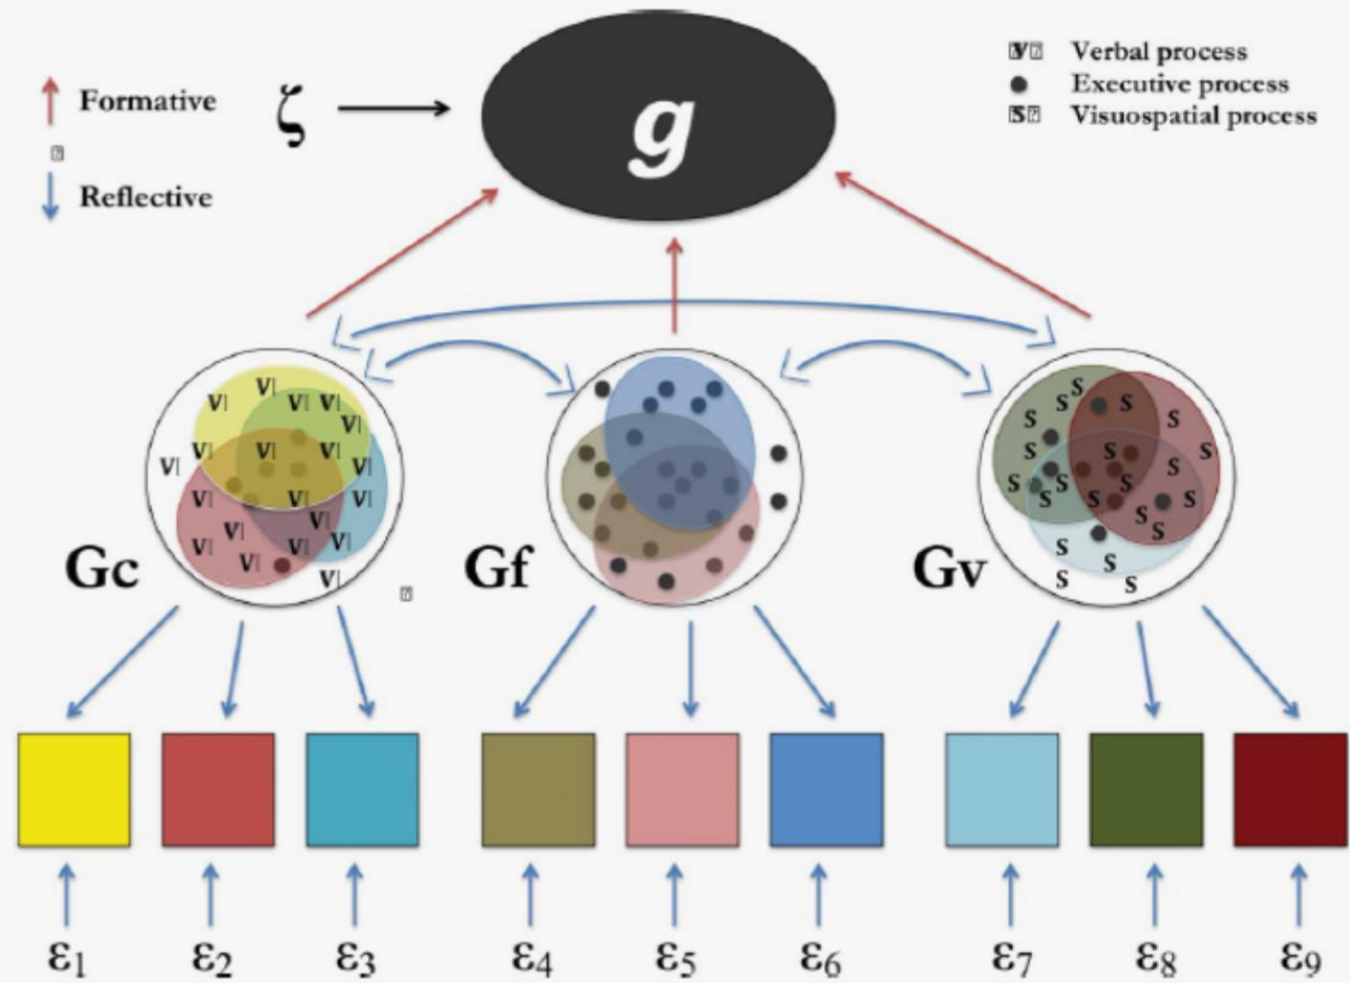 g
ζ
Formative
Reflective
V Verbal process
Executive process
S Visuospatial process
V V V V V V V V V V V V V V V V V V V V
S S S S S S S S S S S S S S S S S S S
Gc
Gf
Gv
ε1 ε2 ε3 ε4 ε5 ε6 ε7 ε8 ε9